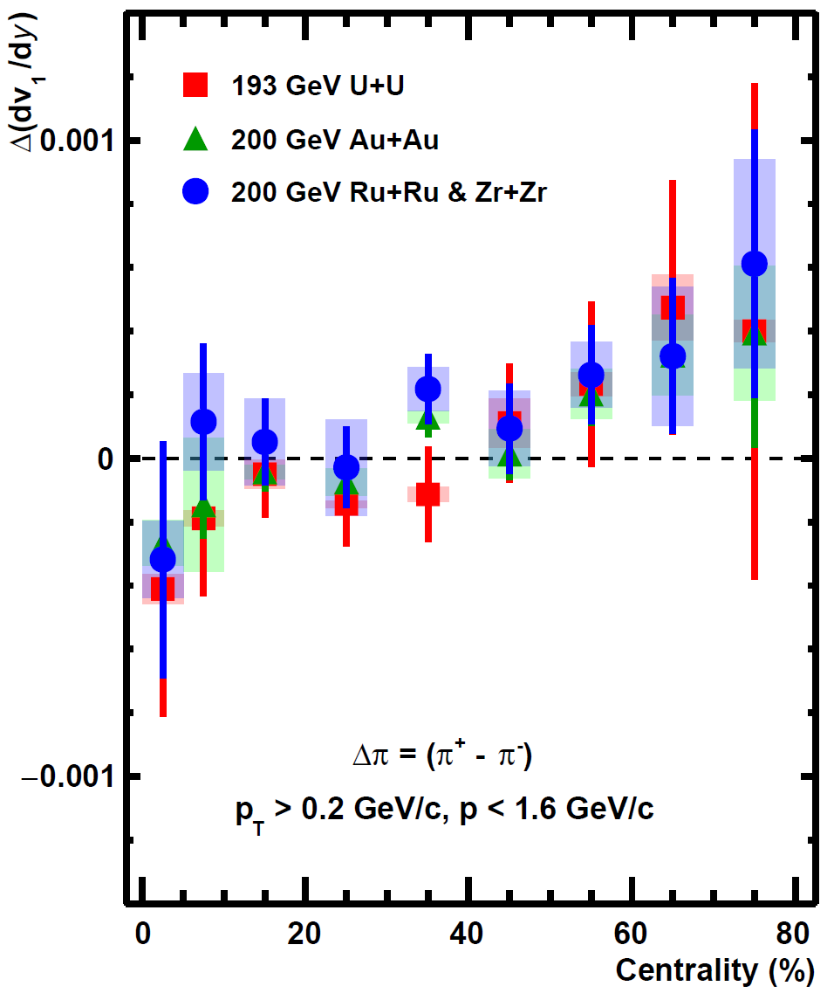 Δ(dv₁/dy)
193 GeV U+U
200 GeV Au+Au
200 GeV Ru+Ru & Zr+Zr
0.001
0
−0.001
Δπ = (π⁺ - π⁻)
p_T > 0.2 GeV/c, p < 1.6 GeV/c
0 20 40 60 80
Centrality (%)